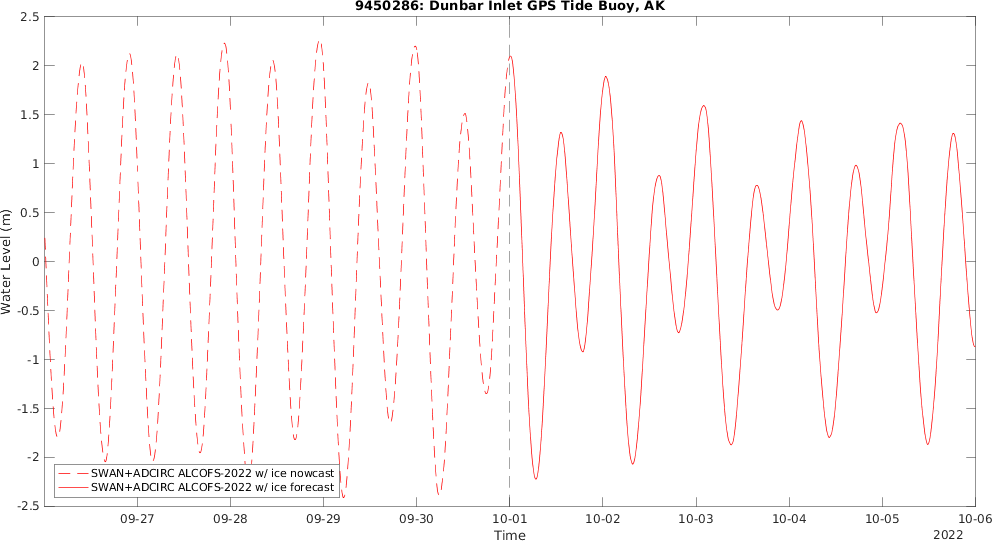 9450286: Dunbar Inlet GPS Tide Buoy, AK
2.5
2
1.5
1
0.5
0
-0.5
-1
-1.5
-2
-2.5
Water Level (m)
SWAN+ADCIRC ALCOFS-2022 w/ ice nowcast
SWAN+ADCIRC ALCOFS-2022 w/ ice forecast
09-27 09-28 09-29 09-30 10-01 10-02 10-03 10-04 10-05 10-06
Time
2022